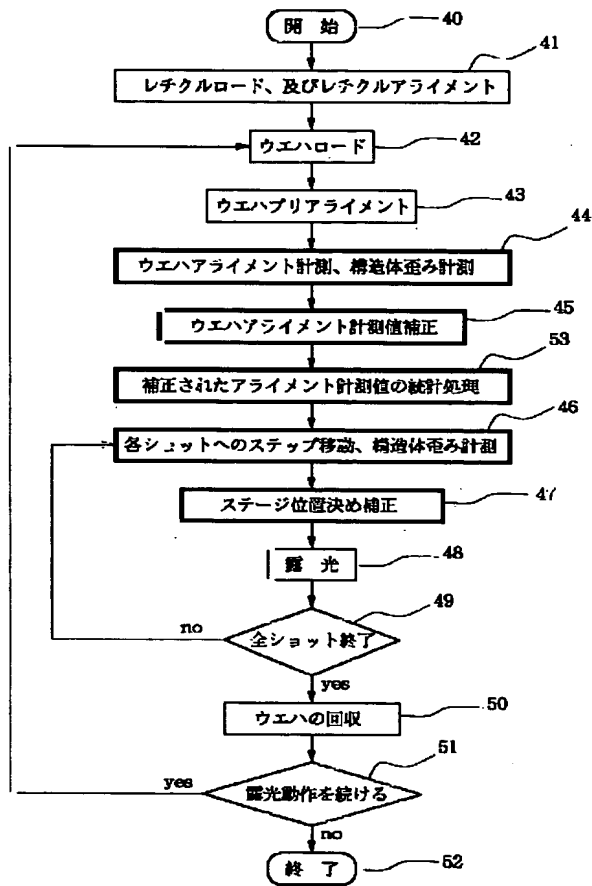 開 始
40
41
レチクルロード、及びレチクルアライメント
ウエハロード
42
ウエハプリアライメント
43
44
ウエハアライメント計測、構造体歪み計測
45
ウエハアライメント計測値補正
53
補正されたアライメント計測値の統計処理
46
各ショットへのステップ移動、構造体歪み計測
ステージ位置決め補正
47
露 光
48
49
no
全ショット終了
yes
ウエハの回収
50
51
yes
露光動作を続ける
no
終 了
52